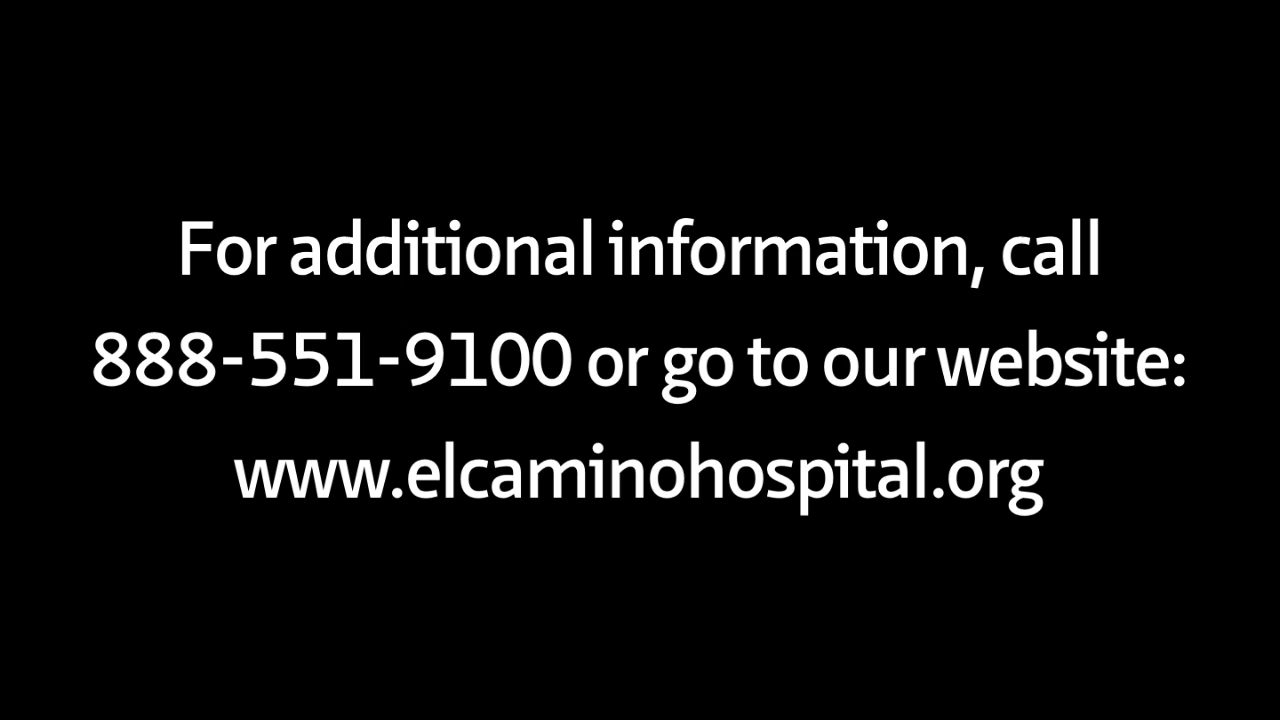 For additional information, call
888-551-9100 or go to our website:
www.elcaminohospital.org